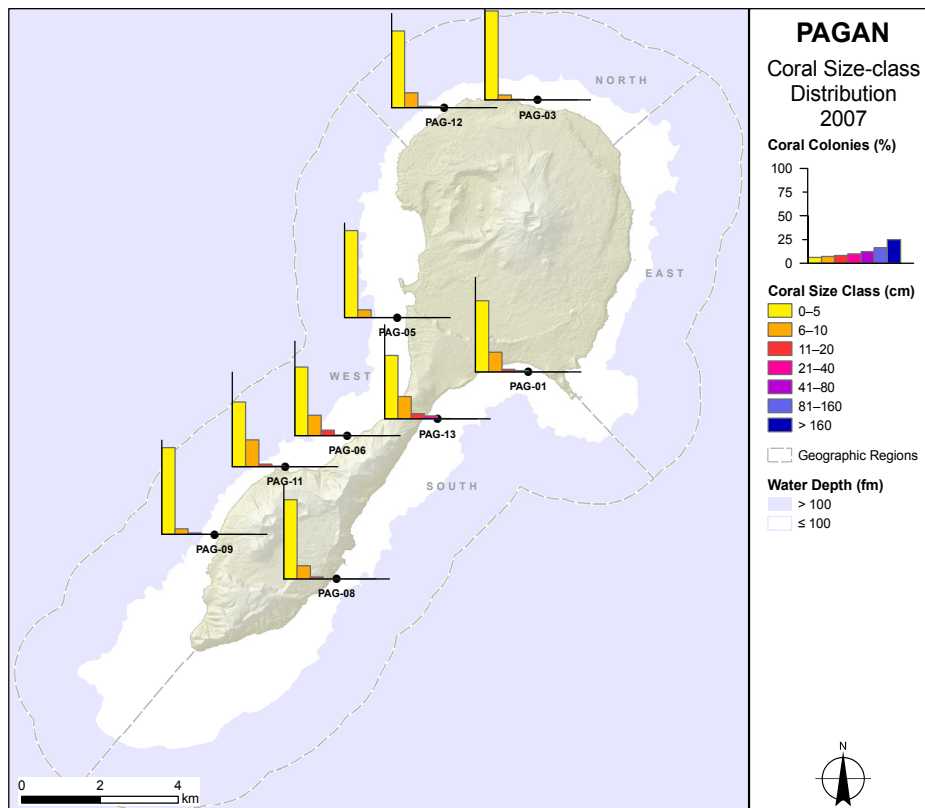 PAGAN
Coral Size-class
Distribution
2007
Coral Colonies (%)
100
75
50
25
0
Coral Size Class (cm)
0–5
6–10
11–20
21–40
41–80
81–160
> 160
Geographic Regions
Water Depth (fm)
> 100
≤ 100
N
NORTH
PAG-12
PAG-03
EAST
PAG-05
WEST
PAG-01
PAG-13
PAG-06
PAG-11
SOUTH
PAG-09
PAG-08
0 2 4
km